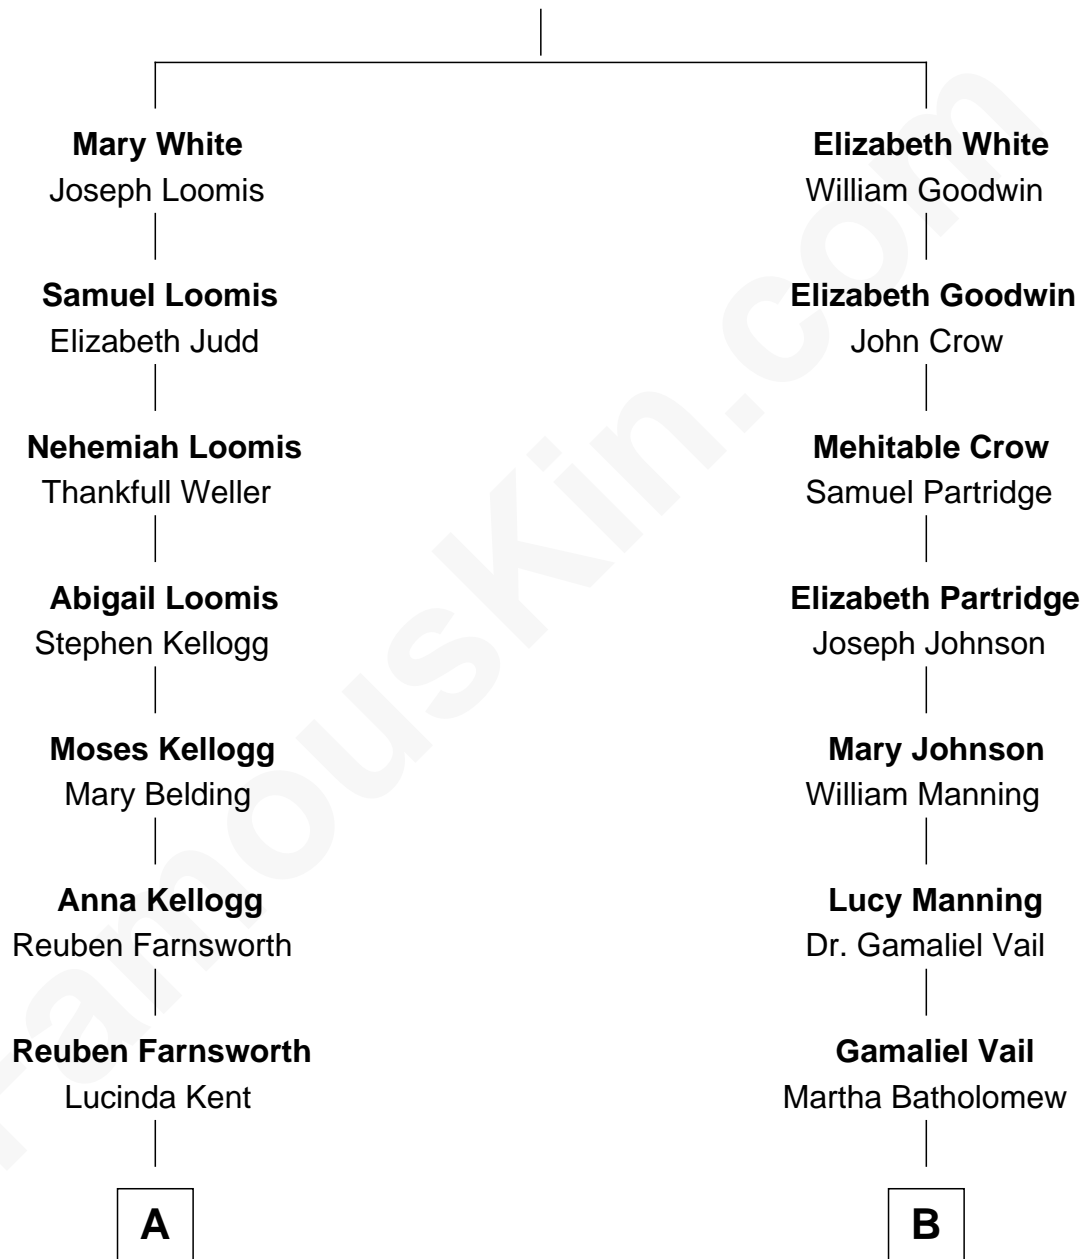 Mary White
Joseph Loomis
Samuel Loomis
Elizabeth Judd
Nehemiah Loomis
Thankfull Weller
Abigail Loomis
Stephen Kellogg
Moses Kellogg
Mary Belding
Anna Kellogg
Reuben Farnsworth
Reuben Farnsworth
Lucinda Kent
A
Elizabeth White
William Goodwin
Elizabeth Goodwin
John Crow
Mehitable Crow
Samuel Partridge
Elizabeth Partridge
Joseph Johnson
Mary Johnson
William Manning
Lucy Manning
Dr. Gamaliel Vail
Gamaliel Vail
Martha Batholomew
B
FamousKin.com